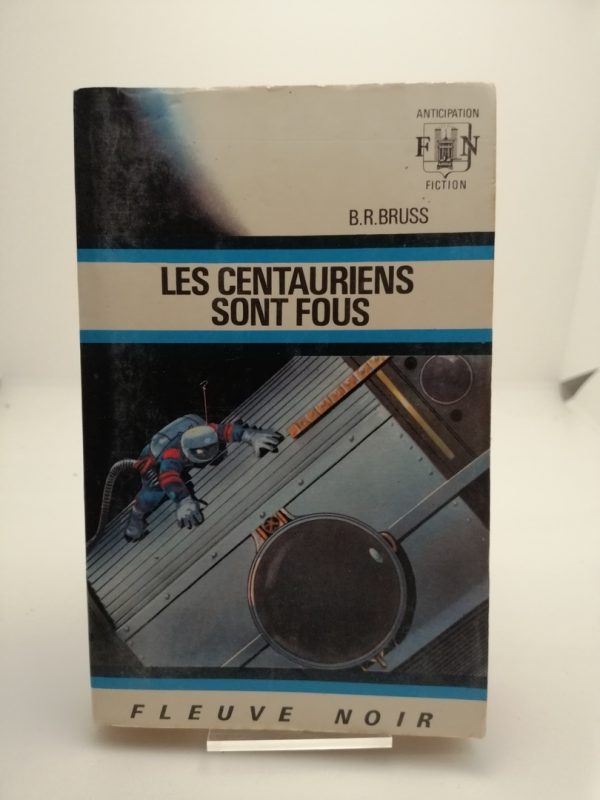 ANTICIPATION
F N
FICTION
B.R.BRUSS
LES CENTAURIENS
SONT FOUS
FLEUVE NOIR